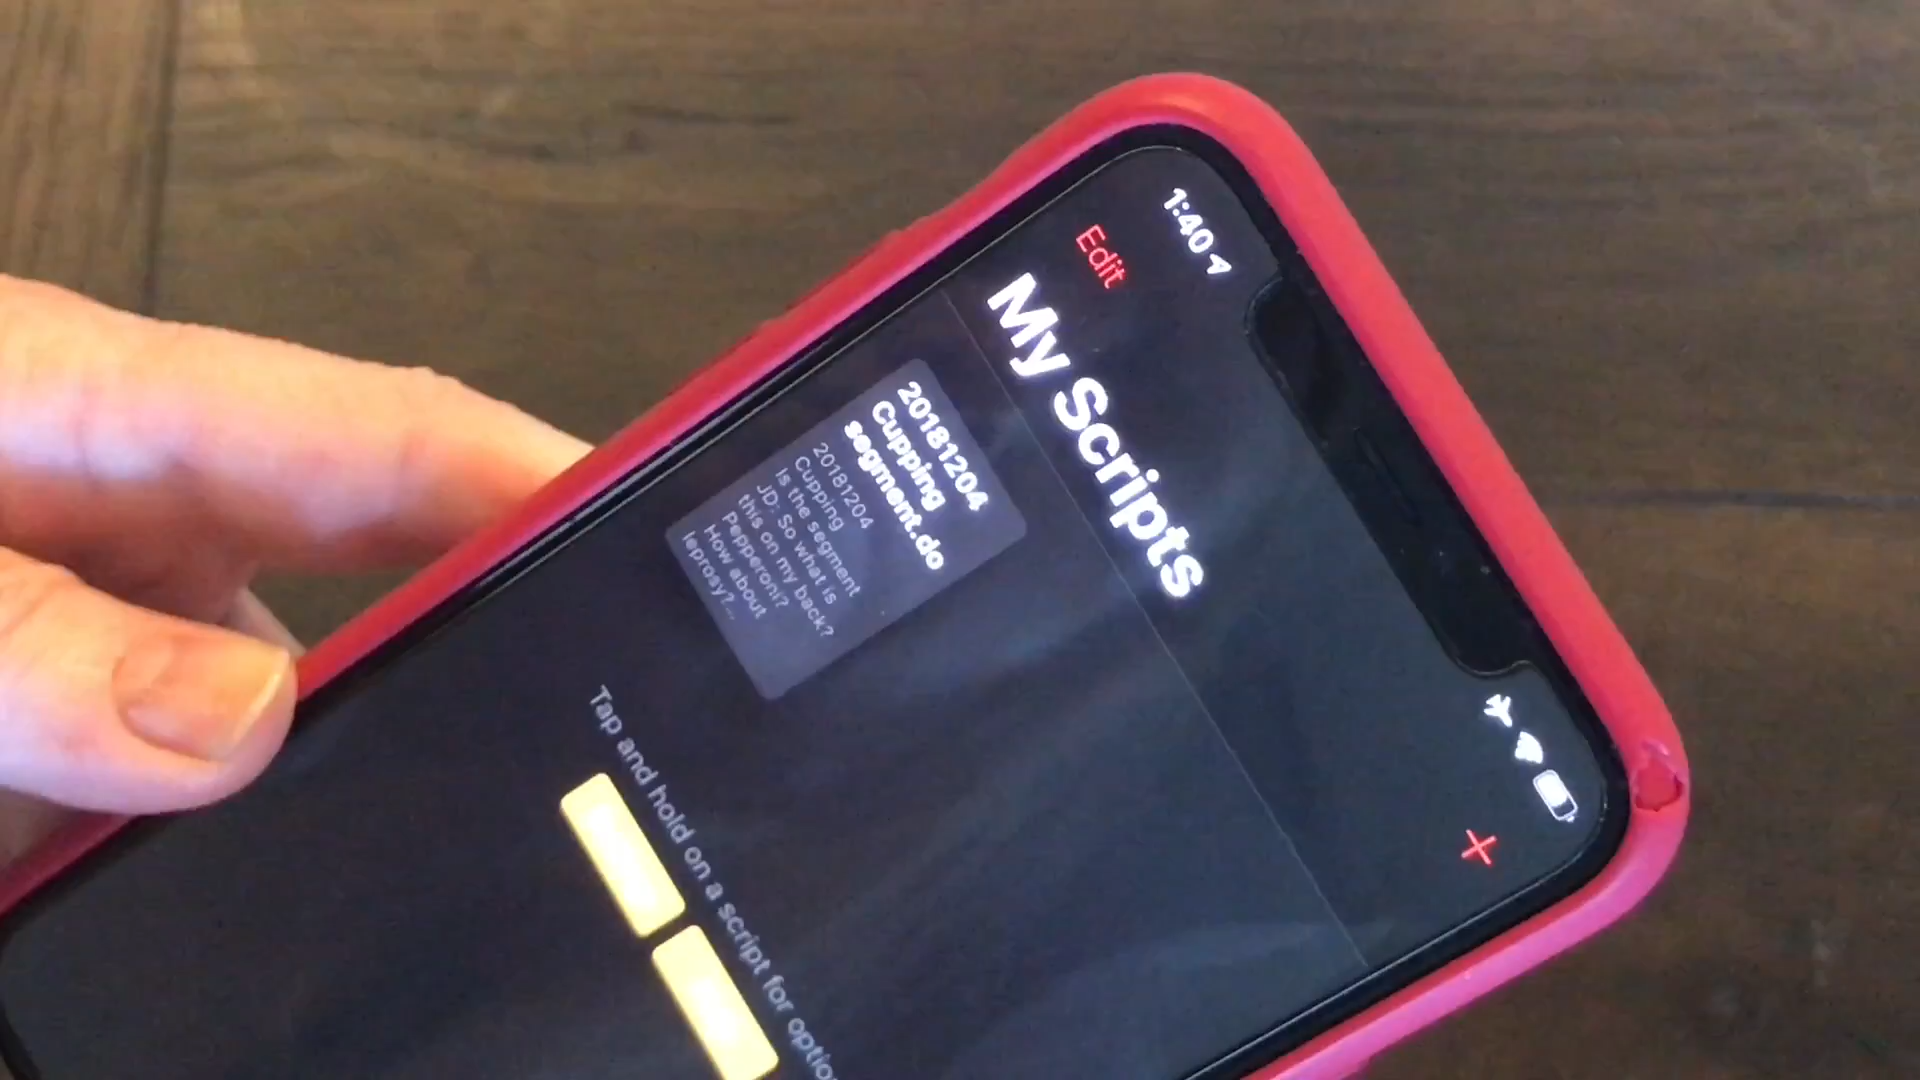 1:40
Edit
My Scripts
20181204
Cupping
segment.do
20181204
Cupping
Is the segment
JD: So what is
this on my back?
Pepperoni?
How about
leprosy?...
Tap and hold on a script for optio